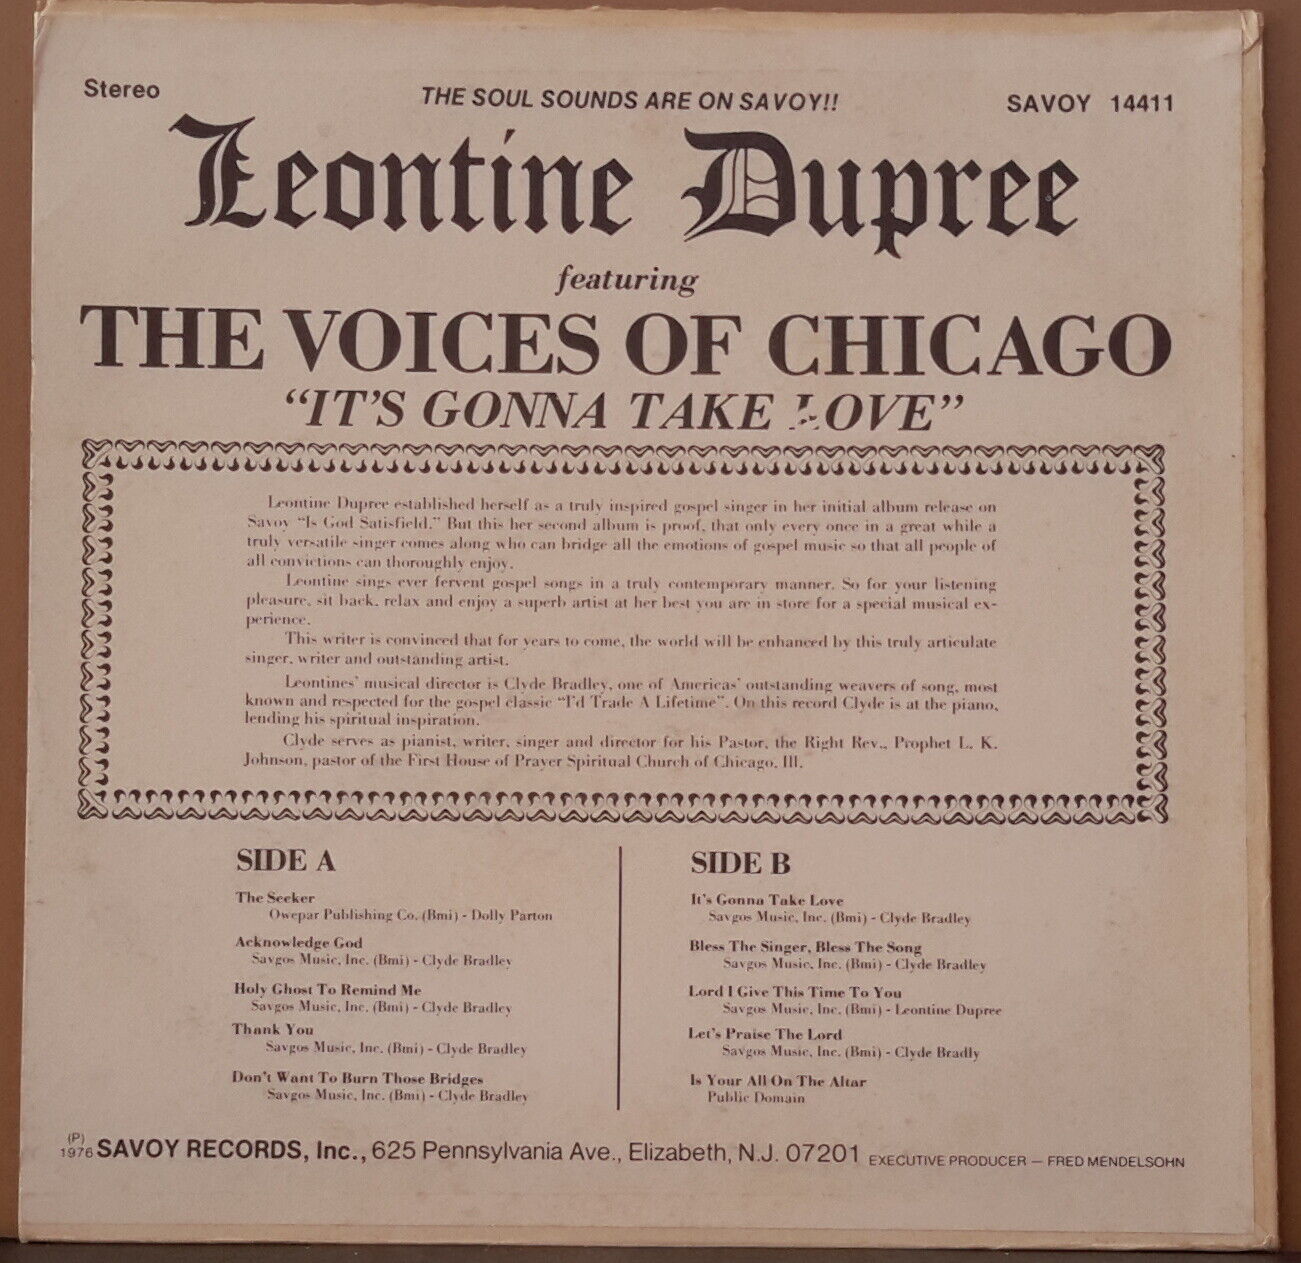 Stereo
THE SOUL SOUNDS ARE ON SAVOY!!
SAVOY 14411
Leontine Dupree
featuring
THE VOICES OF CHICAGO
“IT’S GONNA TAKE LOVE”
Leontine Dupree established herself as a truly inspired gospel singer in her initial album release on
Savoy “Is God Satisfield.” But this her second album is proof, that only every once in a great while a
truly versatile singer comes along who can bridge all the emotions of gospel music so that all people of
all convictions can thoroughly enjoy.
Leontine sings ever fervent gospel songs in a truly contemporary manner. So for your listening
pleasure, sit back, relax and enjoy a superb artist at her best you are in store for a special musical ex-
perience.
This writer is convinced that for years to come, the world will be enhanced by this truly articulate
singer, writer and outstanding artist.
Leontines’ musical director is Clyde Bradley, one of Americas’ outstanding weavers of song, most
known and respected for the gospel classic “I’d Trade A Lifetime”. On this record Clyde is at the piano,
lending his spiritual inspiration.
Clyde serves as pianist, writer, singer and director for his Pastor, the Right Rev., Prophet L. K.
Johnson, pastor of the First House of Prayer Spiritual Church of Chicago, Ill.
SIDE A
The Seeker
Owepar Publishing Co. (Bmi) - Dolly Parton
Acknowledge God
Savgos Music, Inc. (Bmi) - Clyde Bradley
Holy Ghost To Remind Me
Savgos Music, Inc. (Bmi) - Clyde Bradley
Thank You
Savgos Music, Inc. (Bmi) - Clyde Bradley
Don’t Want To Burn Those Bridges
Savgos Music, Inc. (Bmi) - Clyde Bradley
SIDE B
It’s Gonna Take Love
Savgos Music, Inc. (Bmi) - Clyde Bradley
Bless The Singer, Bless The Song
Savgos Music, Inc. (Bmi) - Clyde Bradley
Lord I Give This Time To You
Savgos Music, Inc. (Bmi) - Leontine Dupree
Let’s Praise The Lord
Savgos Music, Inc. (Bmi) - Clyde Bradly
Is Your All On The Altar
Public Domain
(P)
1976 SAVOY RECORDS, Inc., 625 Pennsylvania Ave., Elizabeth, N.J. 07201
EXECUTIVE PRODUCER — FRED MENDELSOHN